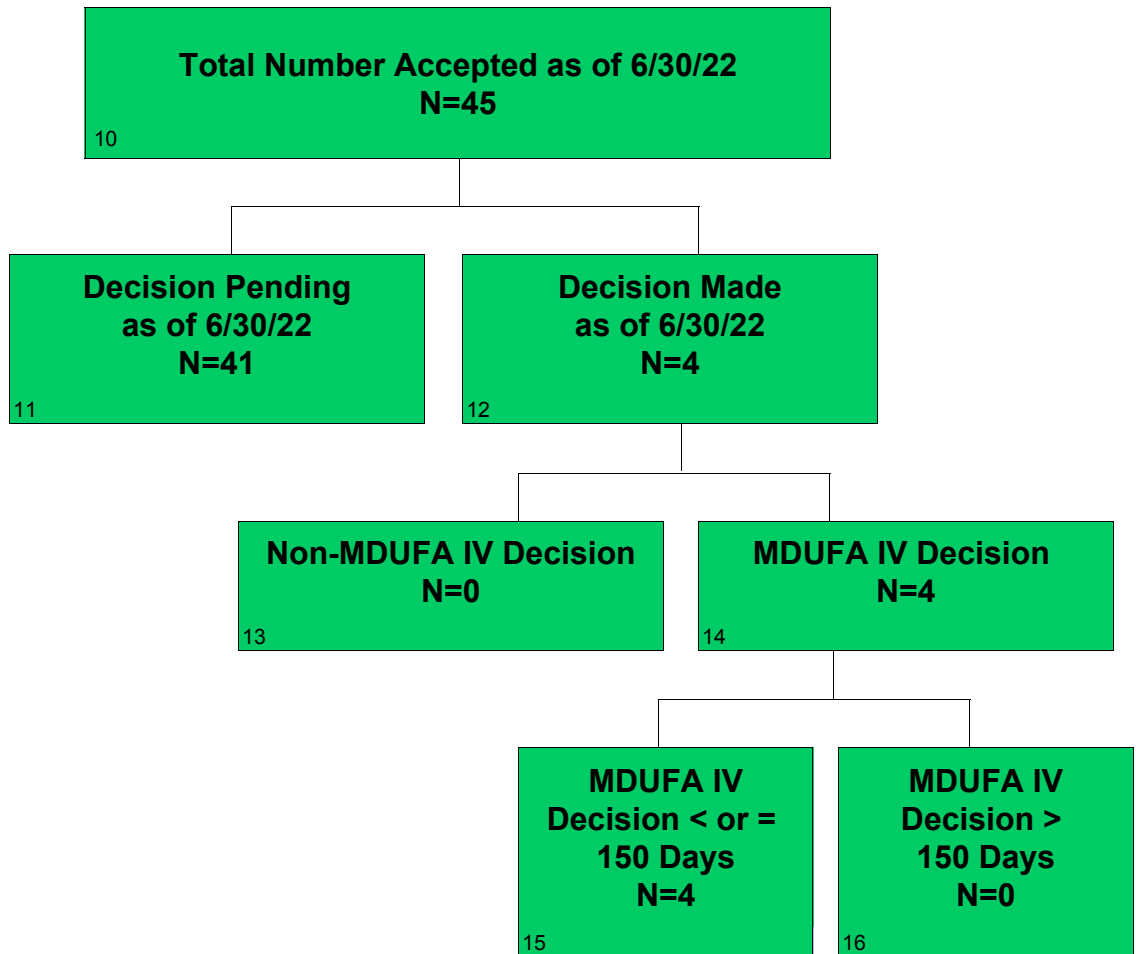 Total Number Accepted as of 6/30/22
N=45
10
Decision Pending
as of 6/30/22
N=41
11
Decision Made
as of 6/30/22
N=4
12
Non-MDUFA IV Decision
N=0
13
MDUFA IV Decision
N=4
14
MDUFA IV
Decision < or =
150 Days
N=4
15
MDUFA IV
Decision >
150 Days
N=0
16